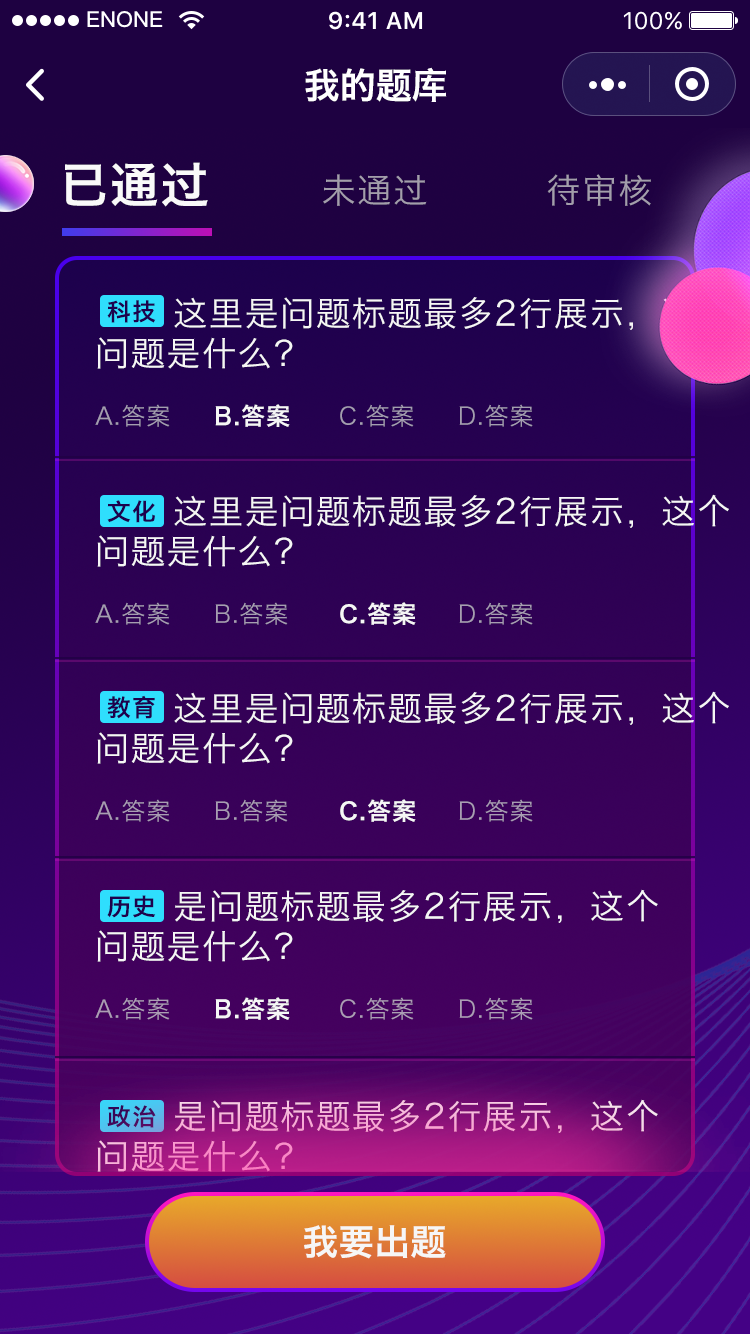 ENONE 9:41 AM 100%
我的题库
已通过 未通过 待审核
科技 这里是问题标题最多2行展示,
问题是什么?
A.答案 B.答案 C.答案 D.答案
文化 这里是问题标题最多2行展示, 这个
问题是什么?
A.答案 B.答案 C.答案 D.答案
教育 这里是问题标题最多2行展示, 这个
问题是什么?
A.答案 B.答案 C.答案 D.答案
历史 是问题标题最多2行展示, 这个
问题是什么?
A.答案 B.答案 C.答案 D.答案
政治 是问题标题最多2行展示, 这个
问题是什么?
我要出题